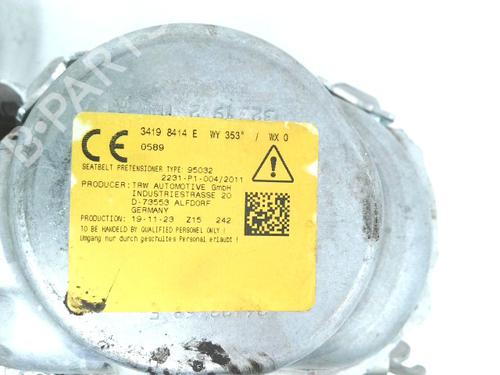 B-PARTS
3419 8414 E WY 353* / WX 0
0589
CE
SEATBELT PRETENSIONER TYPE: 95032
2231-P1-004/2011
PRODUCER: TRW AUTOMOTIVE GmbH
INDUSTRIESTRASSE 20
D-73553 ALFDORF
GERMANY
PRODUCTION: 19-11-23 Z15 242
TO BE HANDLED BY QUALIFIED PERSONNEL ONLY !
Umgang nur durch geschultes Personal erlaubt !